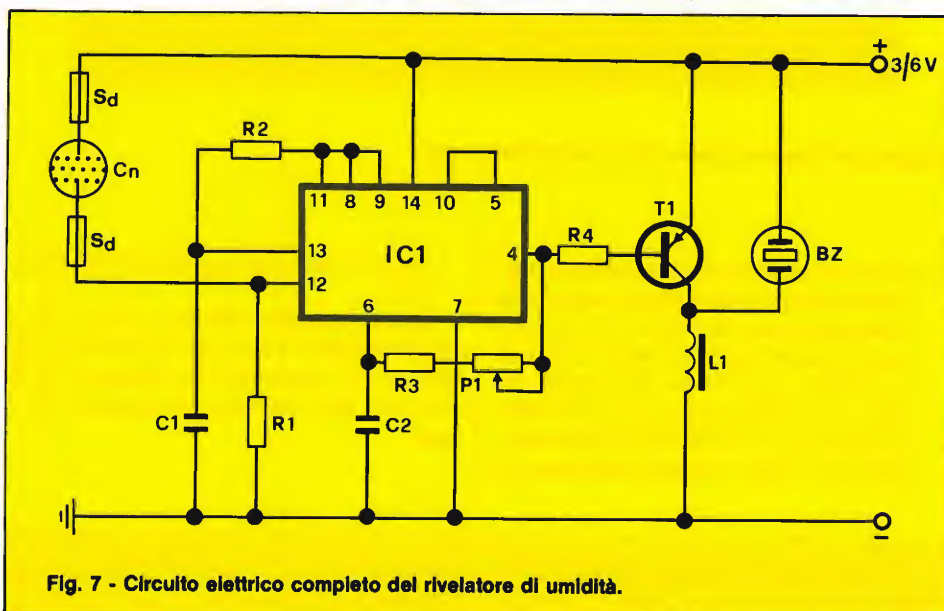 +
3/6 V
Sd
R2
Cn
11 8 9 14 10 5
T1
Sd
13
IC1
4
R4
BZ
12
6 7
L1
R3 P1
C1
R1
C2
–
Fig. 7 - Circuito elettrico completo del rivelatore di umidità.